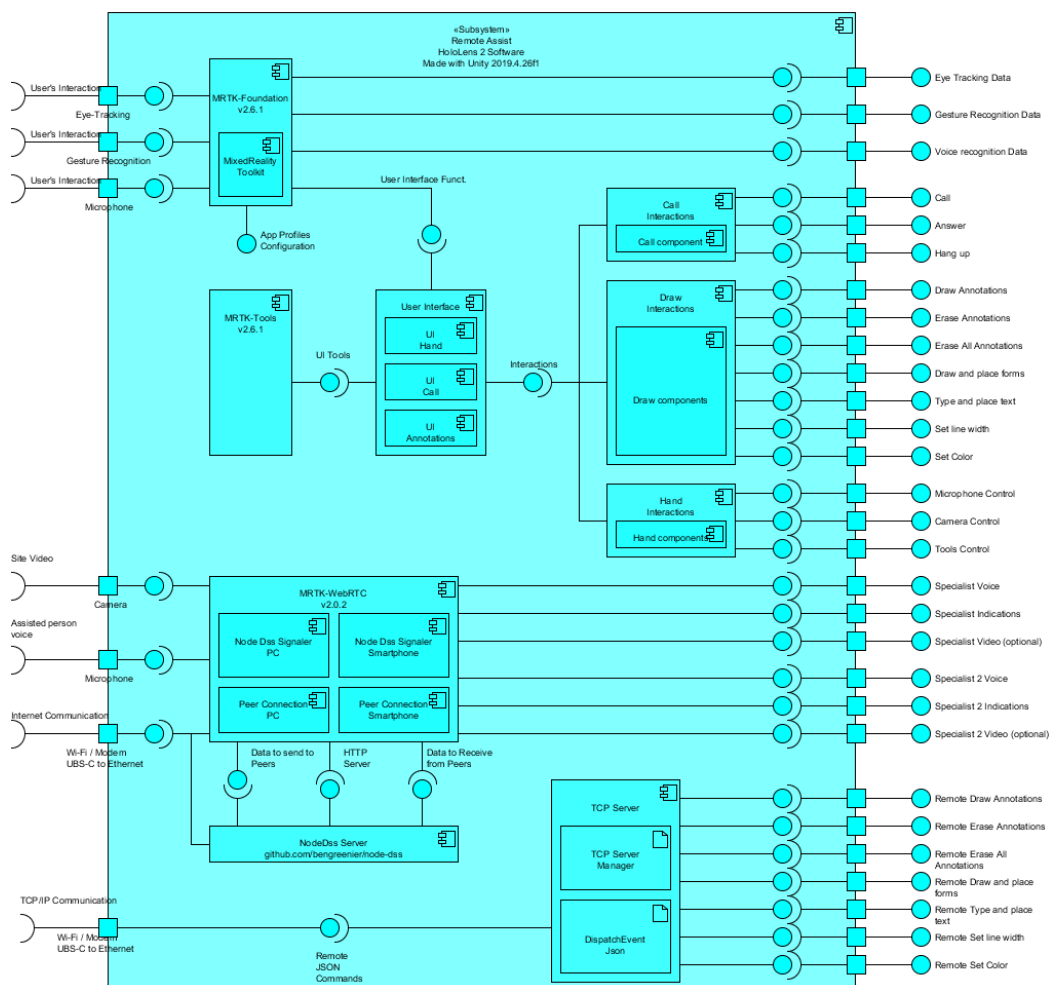 «Subsystem»
Remote Assist
HoloLens 2 Software
Made with Unity 2019.4.26f1
User's Interaction
Eye-Tracking
User's Interaction
Gesture Recognition
User's Interaction
Microphone
MRTK-Foundation
v2.6.1
MixedReality
Toolkit
App Profiles
Configuration
User Interface Funct.
Eye Tracking Data
Gesture Recognition Data
Voice recognition Data
Call
Interactions
Call component
Call
Answer
Hang up
MRTK-Tools
v2.6.1
UI Tools
User Interface
UI
Hand
UI
Call
UI
Annotations
Interactions
Draw
Interactions
Draw components
Draw Annotations
Erase Annotations
Erase All Annotations
Draw and place forms
Type and place text
Set line width
Set Color
Hand
Interactions
Hand components
Microphone Control
Camera Control
Tools Control
Site Video
Camera
Assisted person
voice
Microphone
Internet Communication
Wi-Fi / Modem
UBS-C to Ethernet
MRTK-WebRTC
v2.0.2
Node Dss Signaler
PC
Node Dss Signaler
Smartphone
Peer Connection
PC
Peer Connection
Smartphone
Specialist Voice
Specialist Indications
Specialist Video (optional)
Specialist 2 Voice
Specialist 2 Indications
Specialist 2 Video (optional)
Data to send to
Peers
HTTP
Server
Data to Receive
from Peers
NodeDss Server
github.com/bengreenier/node-dss
TCP/IP Communication
Wi-Fi / Modem
UBS-C to Ethernet
Remote
JSON
Commands
TCP Server
TCP Server
Manager
DispatchEvent
Json
Remote Draw Annotations
Remote Erase Annotations
Remote Erase All
Annotations
Remote Draw and place
forms
Remote Type and place
text
Remote Set line width
Remote Set Color